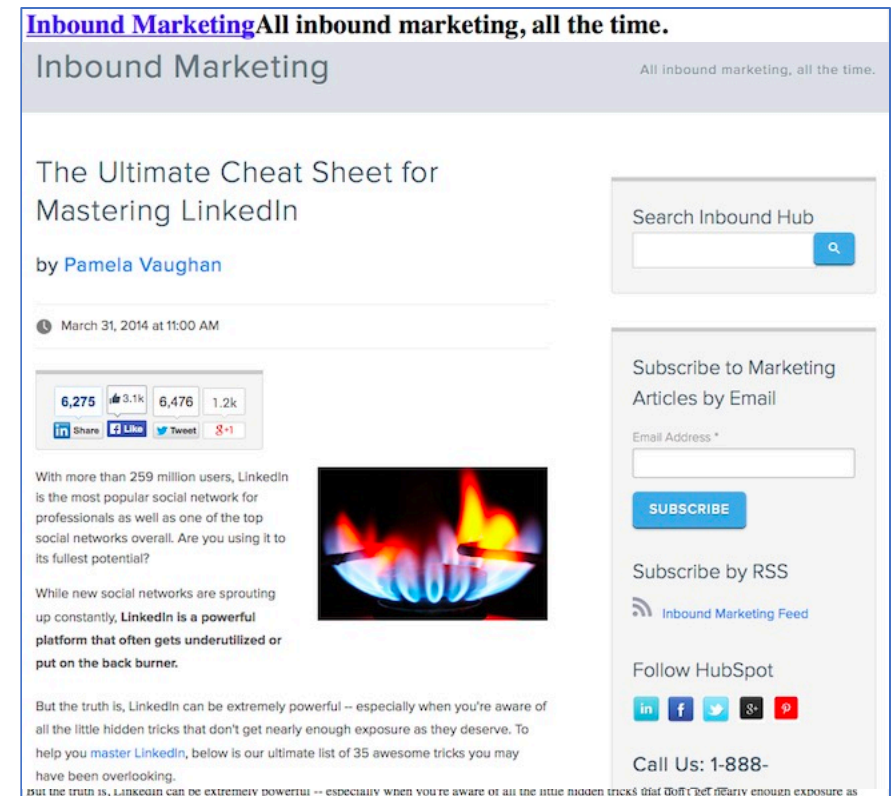 Inbound MarketingAll inbound marketing, all the time.
Inbound Marketing
All inbound marketing, all the time.
The Ultimate Cheat Sheet for
Mastering LinkedIn
by Pamela Vaughan
March 31, 2014 at 11:00 AM
6,275
3.1k
6,476
1.2k
in Share
f Like
Tweet
8+1
With more than 259 million users, LinkedIn
is the most popular social network for
professionals as well as one of the top
social networks overall. Are you using it to
its fullest potential?
While new social networks are sprouting
up constantly, LinkedIn is a powerful
platform that often gets underutilized or
put on the back burner.
But the truth is, LinkedIn can be extremely powerful -- especially when you're aware of
all the little hidden tricks that don't get nearly enough exposure as they deserve. To
help you master LinkedIn, below is our ultimate list of 35 awesome tricks you may
have been overlooking.
Search Inbound Hub
Subscribe to Marketing
Articles by Email
Email Address *
SUBSCRIBE
Subscribe by RSS
Inbound Marketing Feed
Follow HubSpot
in
f
8+
Call Us: 1-888-
But the truth is, LinkedIn can be extremely powerful -- especially when you're aware of all the little hidden tricks that don't get nearly enough exposure as